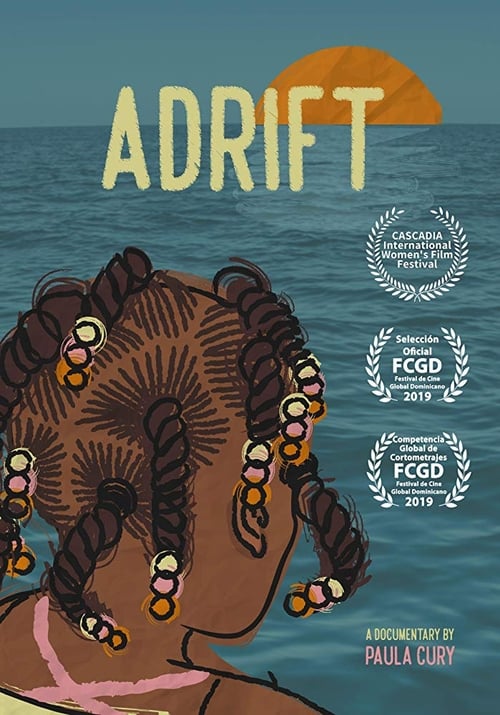 ADRIFT
CASCADIA
International
Women's Film
Festival
Selección
Oficial
FCGD
Festival de Cine
Global Dominicano
2019
Competencia
Global de
Cortometrajes
FCGD
Festival de Cine
Global Dominicano
2019
A DOCUMENTARY BY
PAULA CURY